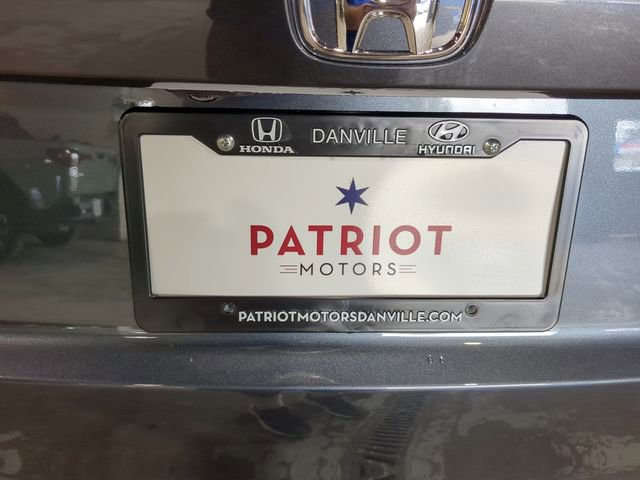 HONDA DANVILLE HYUNDAI
PATRIOT
MOTORS
PATRIOTMOTORSDANVILLE.COM